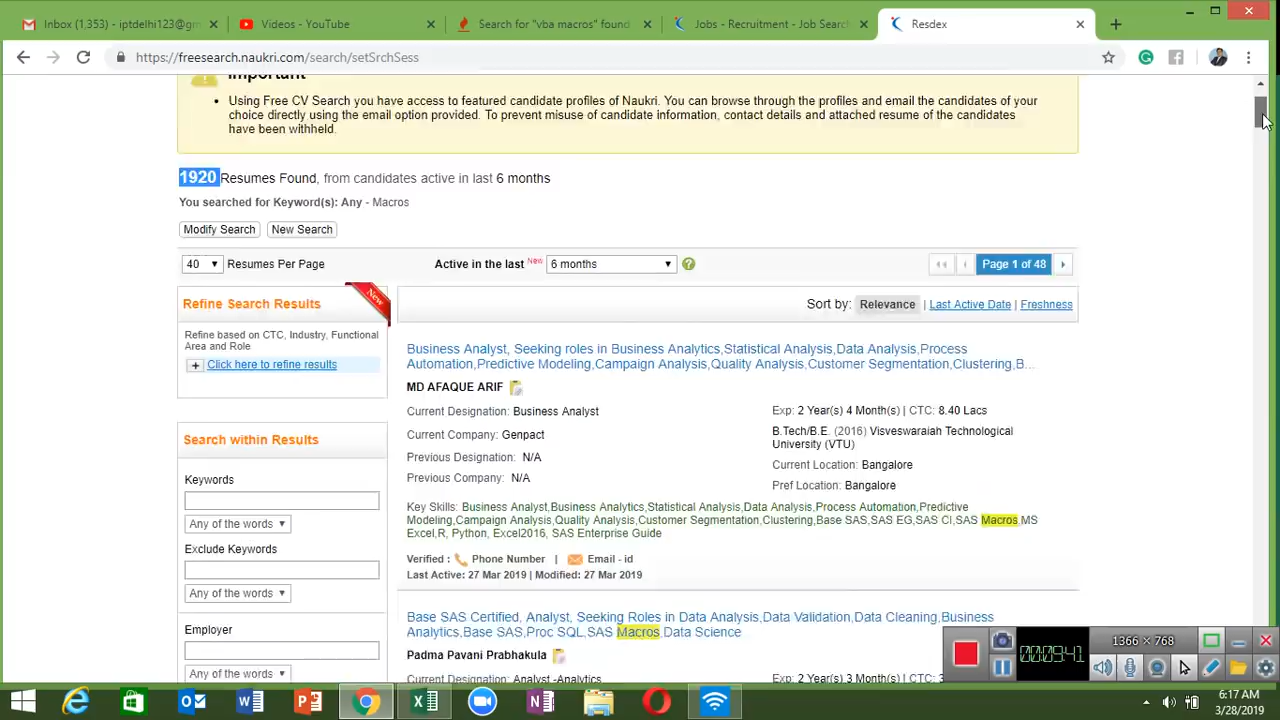 Inbox (1,353) - iptdelhi123@gm
Videos - YouTube
Search for "vba macros" found
Jobs - Recruitment - Job Search
Resdex
https://freesearch.naukri.com/search/setSrchSess
Important
Using Free CV Search you have access to featured candidate profiles of Naukri. You can browse through the profiles and email the candidates of your
choice directly using the email option provided. To prevent misuse of candidate information, contact details and attached resume of the candidates
have been withheld.
1920 Resumes Found, from candidates active in last 6 months
You searched for Keyword(s): Any - Macros
Modify Search
New Search
40 Resumes Per Page
Active in the last New 6 months
Page 1 of 48
Refine Search Results
New
Refine based on CTC, Industry, Functional
Area and Role
Click here to refine results
Search within Results
Keywords
Any of the words
Exclude Keywords
Any of the words
Employer
Any of the words
Sort by: Relevance | Last Active Date | Freshness
Business Analyst, Seeking roles in Business Analytics,Statistical Analysis,Data Analysis,Process
Automation,Predictive Modeling,Campaign Analysis,Quality Analysis,Customer Segmentation,Clustering,B...
MD AFAQUE ARIF
Current Designation: Business Analyst
Current Company: Genpact
Previous Designation: N/A
Previous Company: N/A
Exp: 2 Year(s) 4 Month(s) | CTC: 8.40 Lacs
B.Tech/B.E. (2016) Visveswaraiah Technological
University (VTU)
Current Location: Bangalore
Pref Location: Bangalore
Key Skills: Business Analyst,Business Analytics,Statistical Analysis,Data Analysis,Process Automation,Predictive
Modeling,Campaign Analysis,Quality Analysis,Customer Segmentation,Clustering,Base SAS,SAS EG,SAS CI,SAS Macros,MS
Excel,R, Python, Excel2016, SAS Enterprise Guide
Verified : Phone Number | Email - id
Last Active: 27 Mar 2019 | Modified: 27 Mar 2019
Base SAS Certified, Analyst, Seeking Roles in Data Analysis,Data Validation,Data Cleaning,Business
Analytics,Base SAS,Proc SQL,SAS Macros,Data Science
Padma Pavani Prabhakula
Current Designation: Analyst -Analytics
Exp: 2 Year(s) 3 Month(s) | CTC: 3
1366 × 768
00:09:41
6:17 AM
3/28/2019